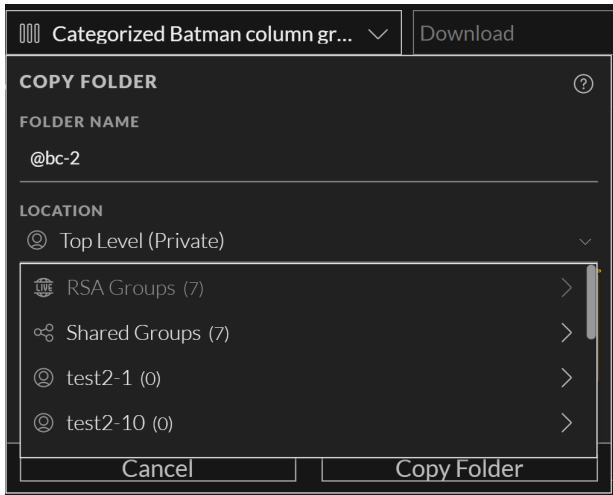 Categorized Batman column gr... Download
COPY FOLDER
FOLDER NAME
@bc-2
LOCATION
Top Level (Private)
LIVE RSA Groups (7)
Shared Groups (7)
test2-1 (0)
test2-10 (0)
Cancel Copy Folder